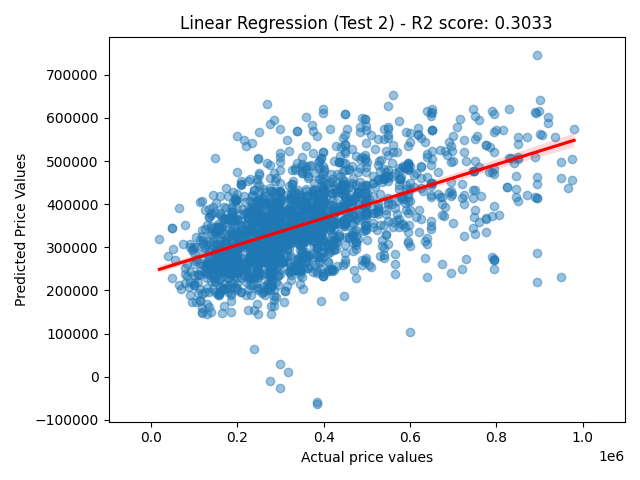 Linear Regression (Test 2) - R2 score: 0.3033
Predicted Price Values
700000
600000
500000
400000
300000
200000
100000
0
−100000
0.0 0.2 0.4 0.6 0.8 1.0
1e6
Actual price values